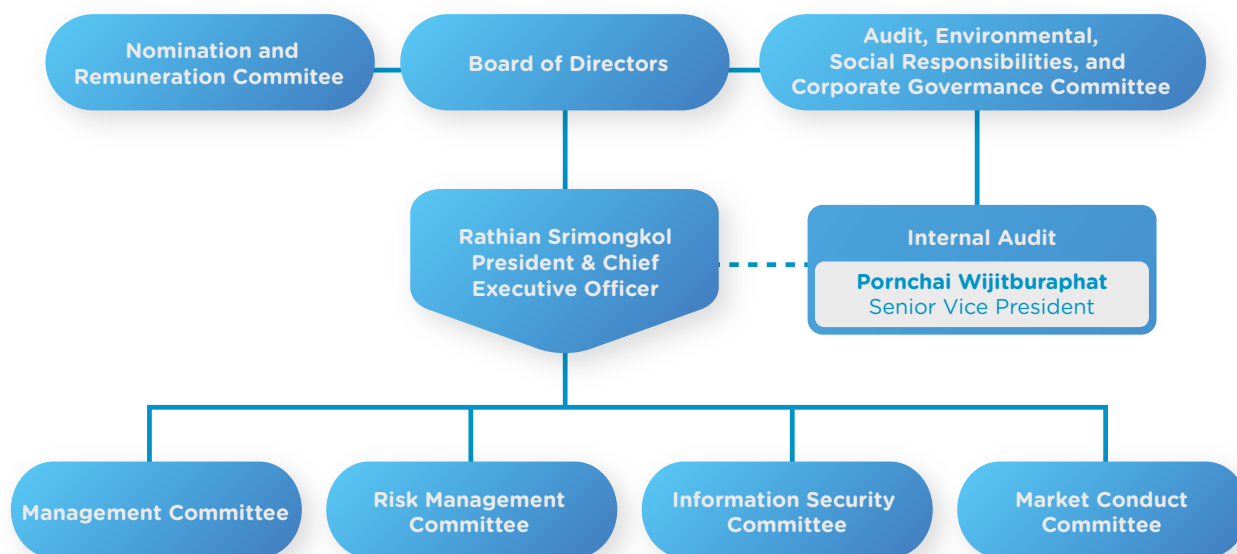 Nomination and
Remuneration Commitee
Board of Directors
Audit, Environmental,
Social Responsibilities, and
Corporate Govermance Committee
Rathian Srimongkol
President & Chief
Executive Officer
Internal Audit
Pornchai Wijitburaphat
Senior Vice President
Management Committee
Risk Management
Committee
Information Security
Committee
Market Conduct
Committee